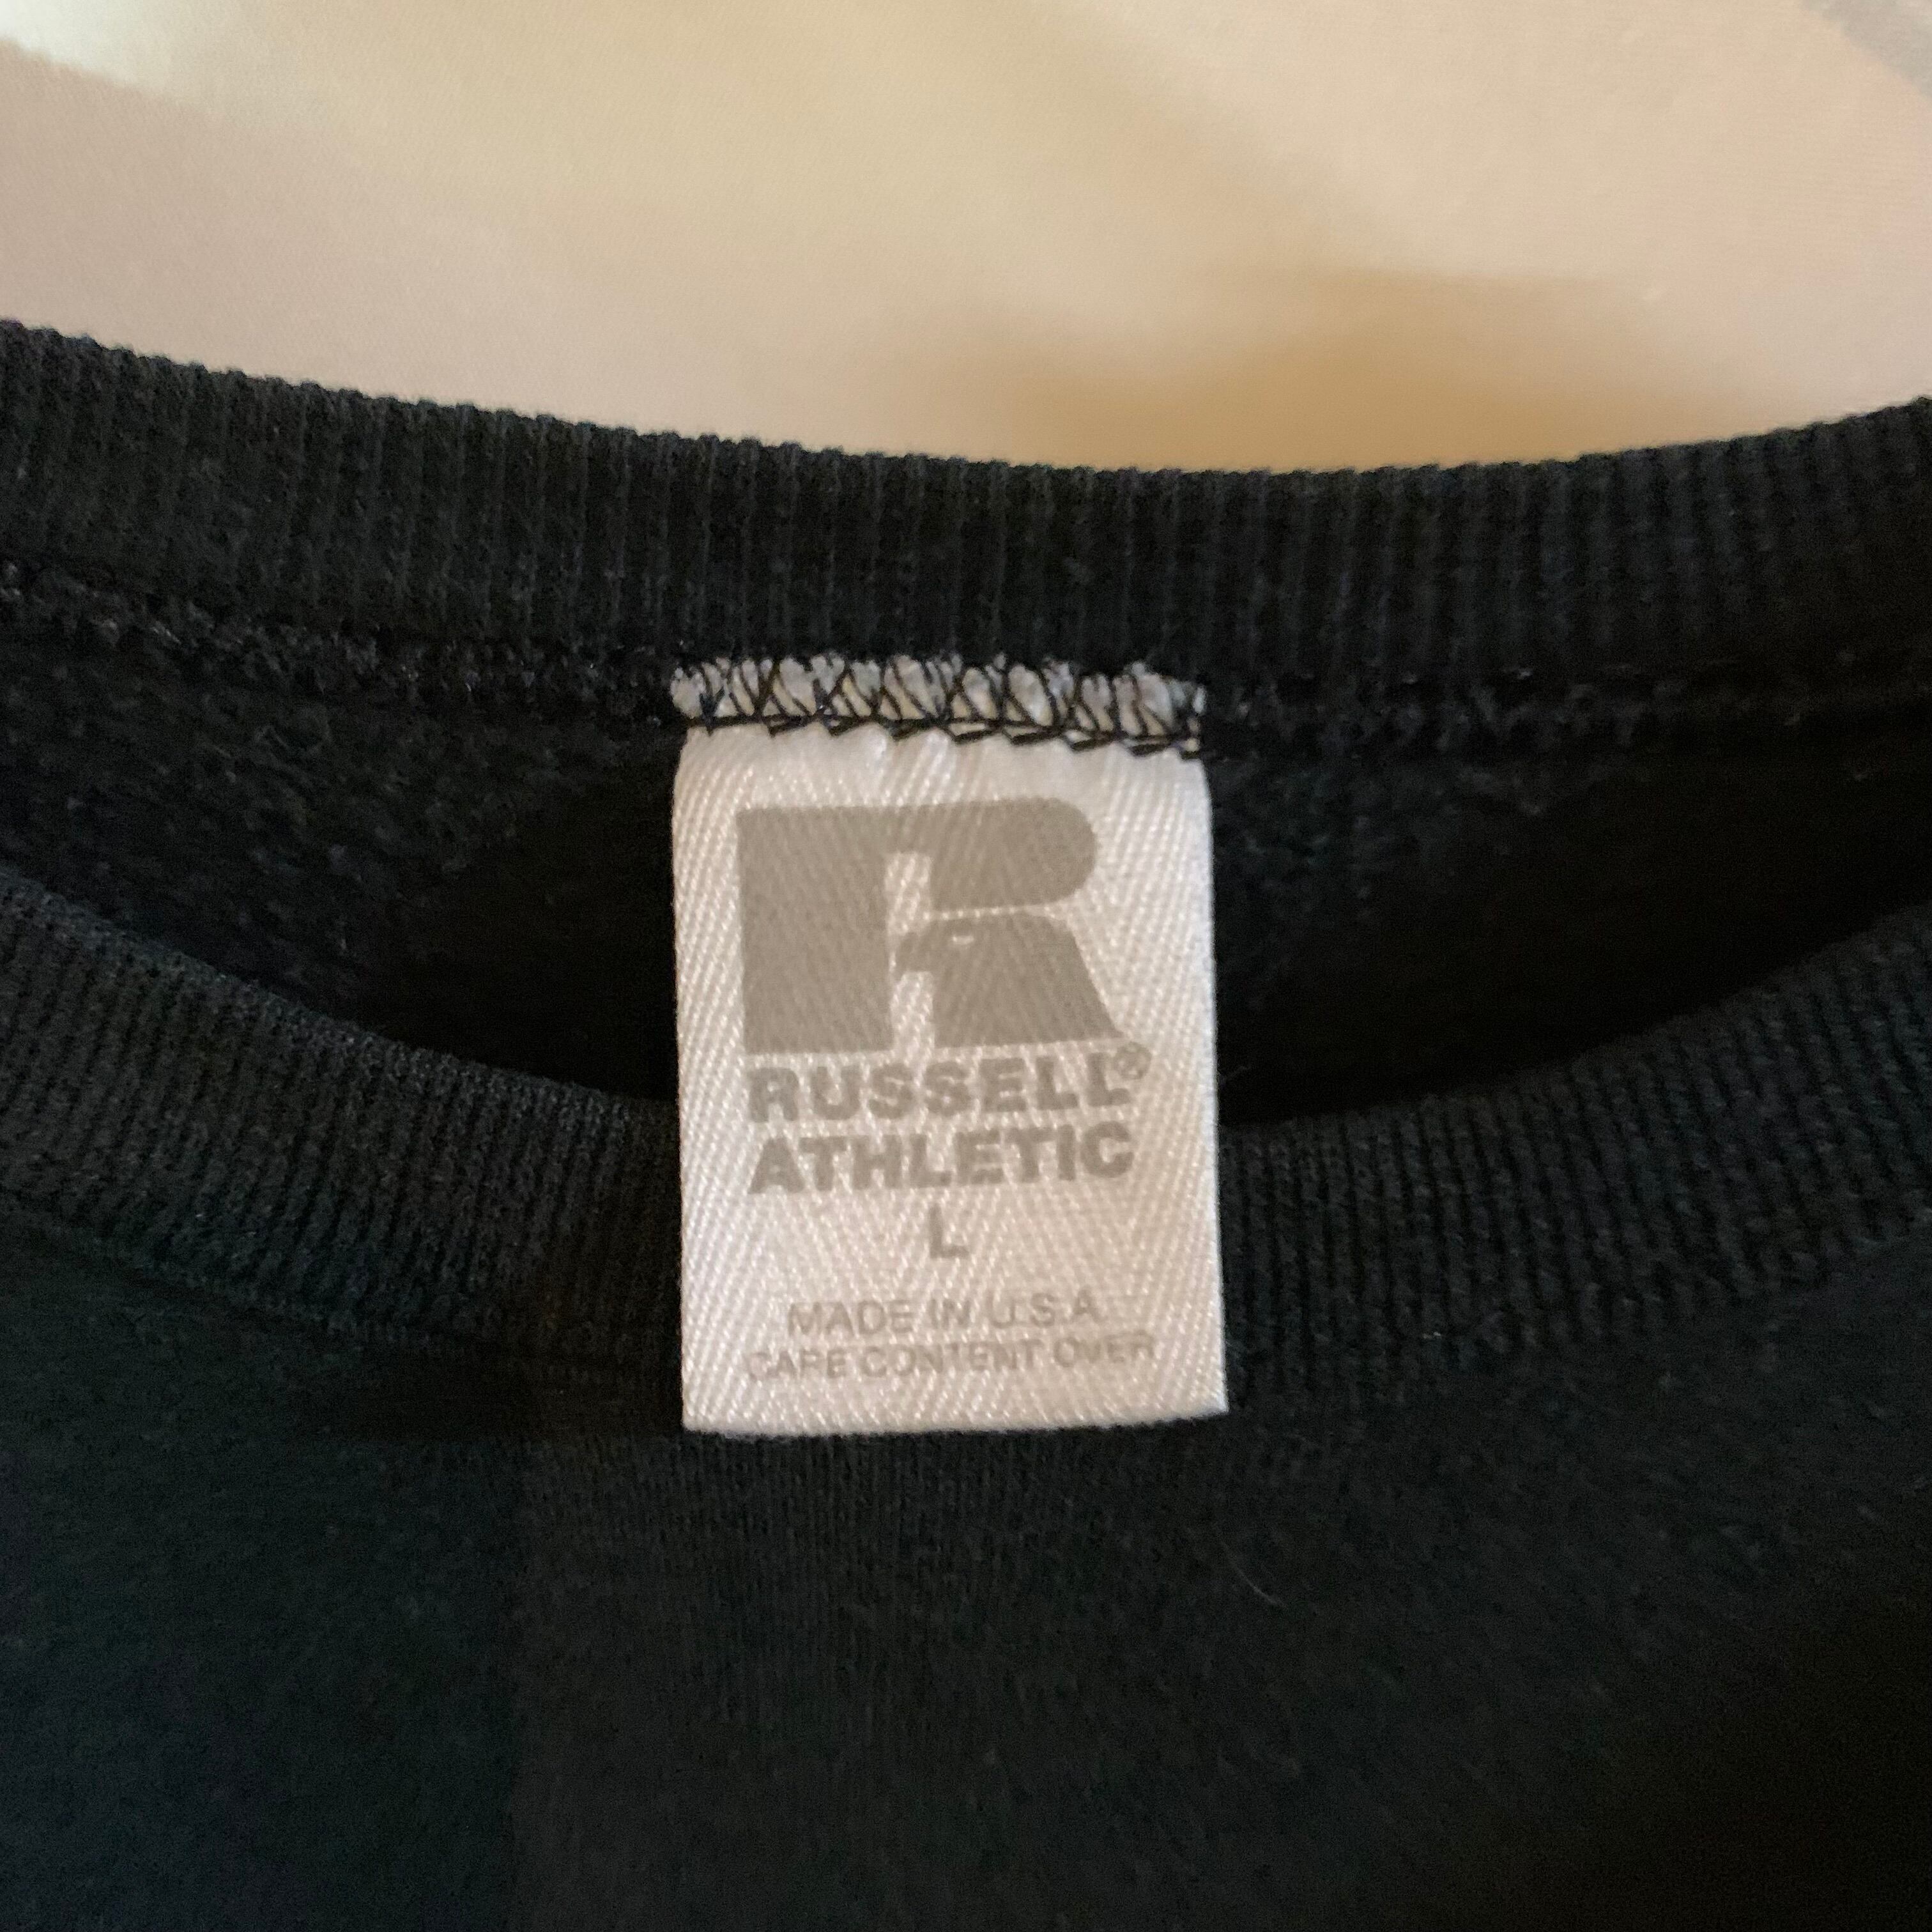 R
RUSSELL®
ATHLETIC
L
MADE IN U.S.A
CARE CONTENT OVER